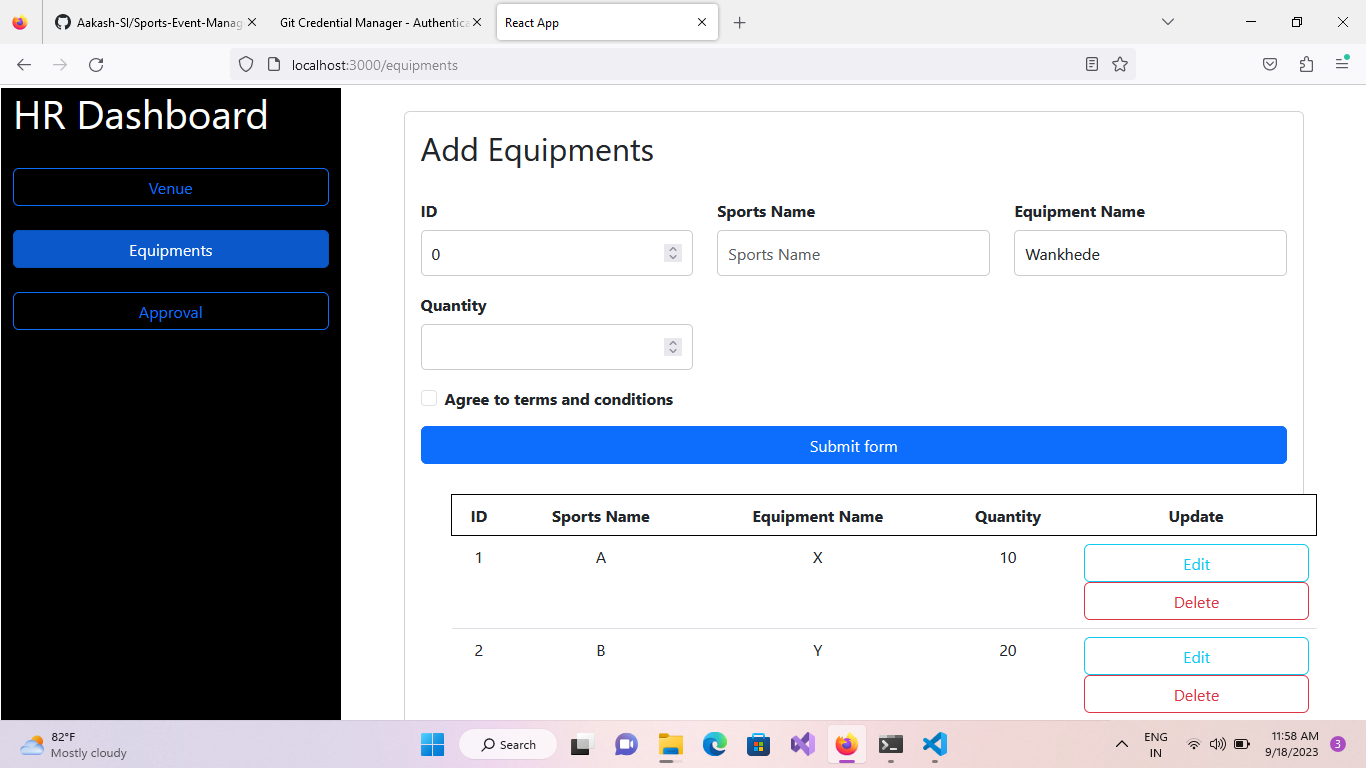 Aakash-SI/Sports-Event-Manag
Git Credential Manager - Authentica
React App
localhost:3000/equipments
HR Dashboard
Venue
Equipments
Approval
Add Equipments
ID
Sports Name
Equipment Name
0
Sports Name
Wankhede
Quantity
Agree to terms and conditions
Submit form
ID Sports Name Equipment Name Quantity Update
1 A X 10 Edit
Delete
2 B Y 20 Edit
Delete
82°F
Mostly cloudy
Search
ENG
IN
11:58 AM
9/18/2023
3